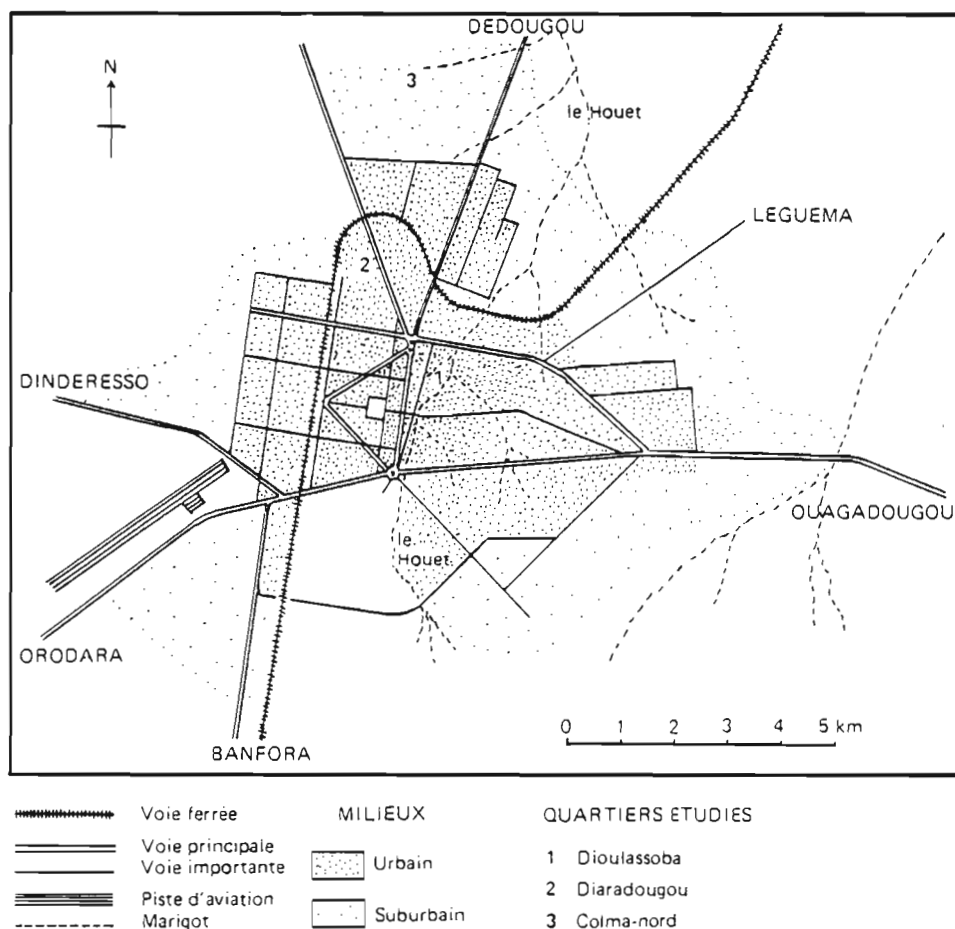 DEDOUGOU
N
3
le Houet
LEGUEMA
2
DINDERESSO
1
OUAGADOUGOU
le
Houet
ORODARA
0 1 2 3 4 5 km
BANFORA
Voie ferrée
Voie principale
Voie importante
Piste d'aviation
Marigot
MILIEUX
Urbain
Suburbain
QUARTIERS ETUDIES
1 Dioulassoba
2 Diaradougou
3 Colma-nord